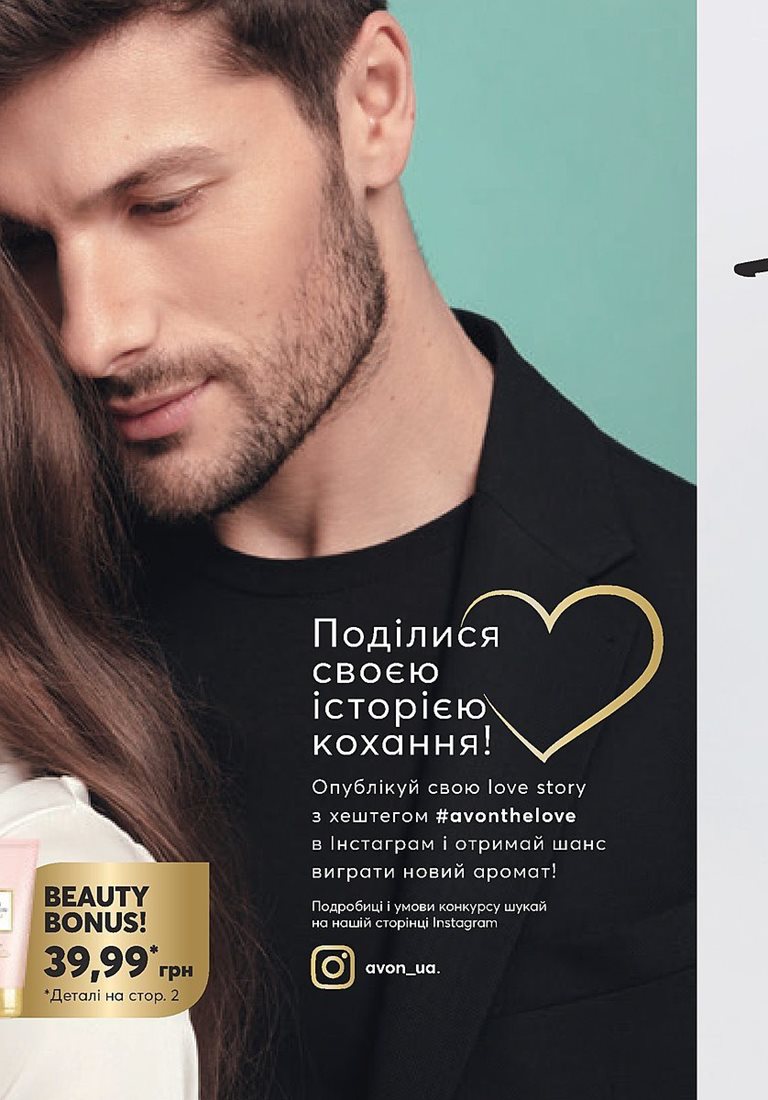 Поділися
своєю
історією
кохання!
Опублікуй свою love story
з хештегом #avonthelove
в Інстаграм і отримай шанс
виграти новий аромат!
Подробиці і умови конкурсу шукай
на нашій сторінці Instagram
avon_ua.
BEAUTY
BONUS!
39,99* грн
*Деталі на стор. 2